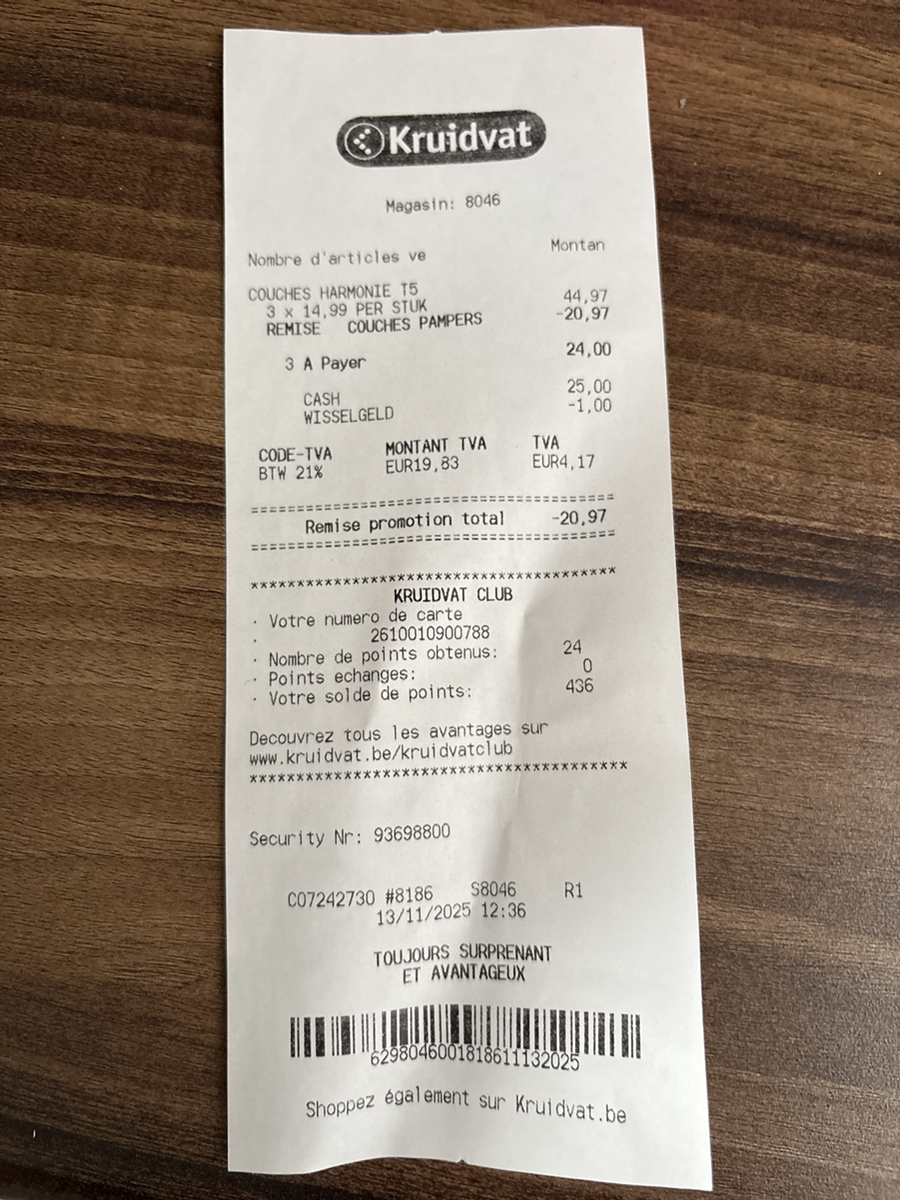 Kruidvat
Magasin: 8046
Nombre d'articles ve Montan
COUCHES HARMONIE T5 44,97
3 x 14,99 PER STUK
REMISE COUCHES PAMPERS -20,97
3 A Payer 24,00
CASH 25,00
WISSELGELD -1,00
CODE-TVA MONTANT TVA TVA
BTW 21% EUR19,83 EUR4,17
=======================================
Remise promotion total -20,97
=======================================
***************************************
KRUIDVAT CLUB
· Votre numero de carte
· 2610010900788
· Nombre de points obtenus: 24
· Points echanges: 0
· Votre solde de points: 436
Decouvrez tous les avantages sur
www.kruidvat.be/kruidvatclub
****************************************
Security Nr: 93698800
C07242730 #8186 S8046 R1
13/11/2025 12:36
TOUJOURS SURPRENANT
ET AVANTAGEUX
6298046001818611132025
Shoppez également sur Kruidvat.be